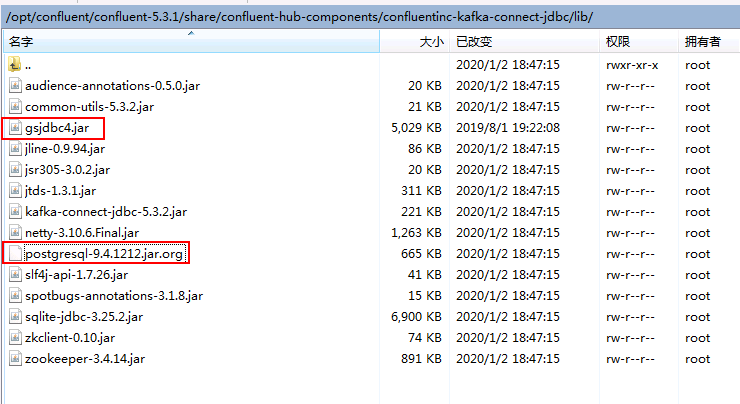 /opt/confluent/confluent-5.3.1/share/confluent-hub-components/confluentinc-kafka-connect-jdbc/lib/
名字 大小 已改变 权限 拥有者
.. 2020/1/2 18:47:15 rwxr-xr-x root
audience-annotations-0.5.0.jar 20 KB 2020/1/2 18:47:15 rw-r--r-- root
common-utils-5.3.2.jar 21 KB 2020/1/2 18:47:15 rw-r--r-- root
gsjdbc4.jar 5,029 KB 2019/8/1 19:22:08 rw-r--r-- root
jline-0.9.94.jar 86 KB 2020/1/2 18:47:15 rw-r--r-- root
jsr305-3.0.2.jar 20 KB 2020/1/2 18:47:15 rw-r--r-- root
jtds-1.3.1.jar 311 KB 2020/1/2 18:47:15 rw-r--r-- root
kafka-connect-jdbc-5.3.2.jar 221 KB 2020/1/2 18:47:15 rw-r--r-- root
netty-3.10.6.Final.jar 1,263 KB 2020/1/2 18:47:15 rw-r--r-- root
postgresql-9.4.1212.jar.org 665 KB 2020/1/2 18:47:15 rw-r--r-- root
slf4j-api-1.7.26.jar 41 KB 2020/1/2 18:47:15 rw-r--r-- root
spotbugs-annotations-3.1.8.jar 15 KB 2020/1/2 18:47:15 rw-r--r-- root
sqlite-jdbc-3.25.2.jar 6,900 KB 2020/1/2 18:47:15 rw-r--r-- root
zkclient-0.10.jar 74 KB 2020/1/2 18:47:15 rw-r--r-- root
zookeeper-3.4.14.jar 891 KB 2020/1/2 18:47:15 rw-r--r-- root